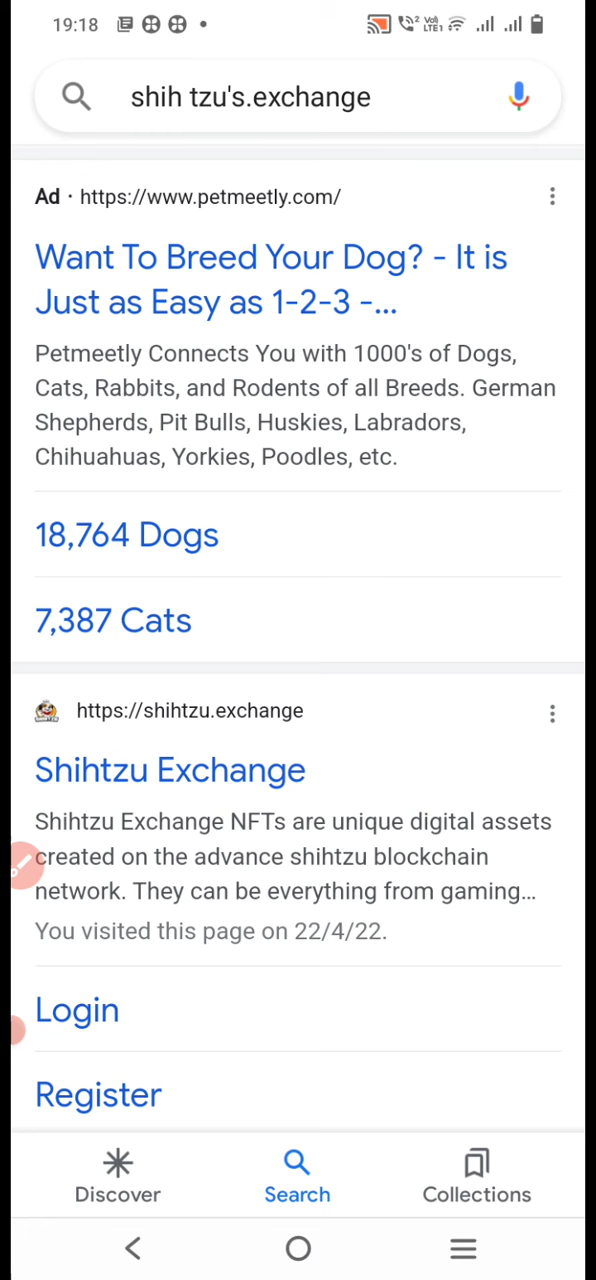 19:18
2 Vo) LTE1
shih tzu's.exchange
Ad · https://www.petmeetly.com/
Want To Breed Your Dog? - It is
Just as Easy as 1-2-3 -...
Petmeetly Connects You with 1000's of Dogs,
Cats, Rabbits, and Rodents of all Breeds. German
Shepherds, Pit Bulls, Huskies, Labradors,
Chihuahuas, Yorkies, Poodles, etc.
18,764 Dogs
7,387 Cats
https://shihtzu.exchange
Shihtzu Exchange
Shihtzu Exchange NFTs are unique digital assets
created on the advance shihtzu blockchain
network. They can be everything from gaming...
You visited this page on 22/4/22.
Login
Register
Discover
Search
Collections